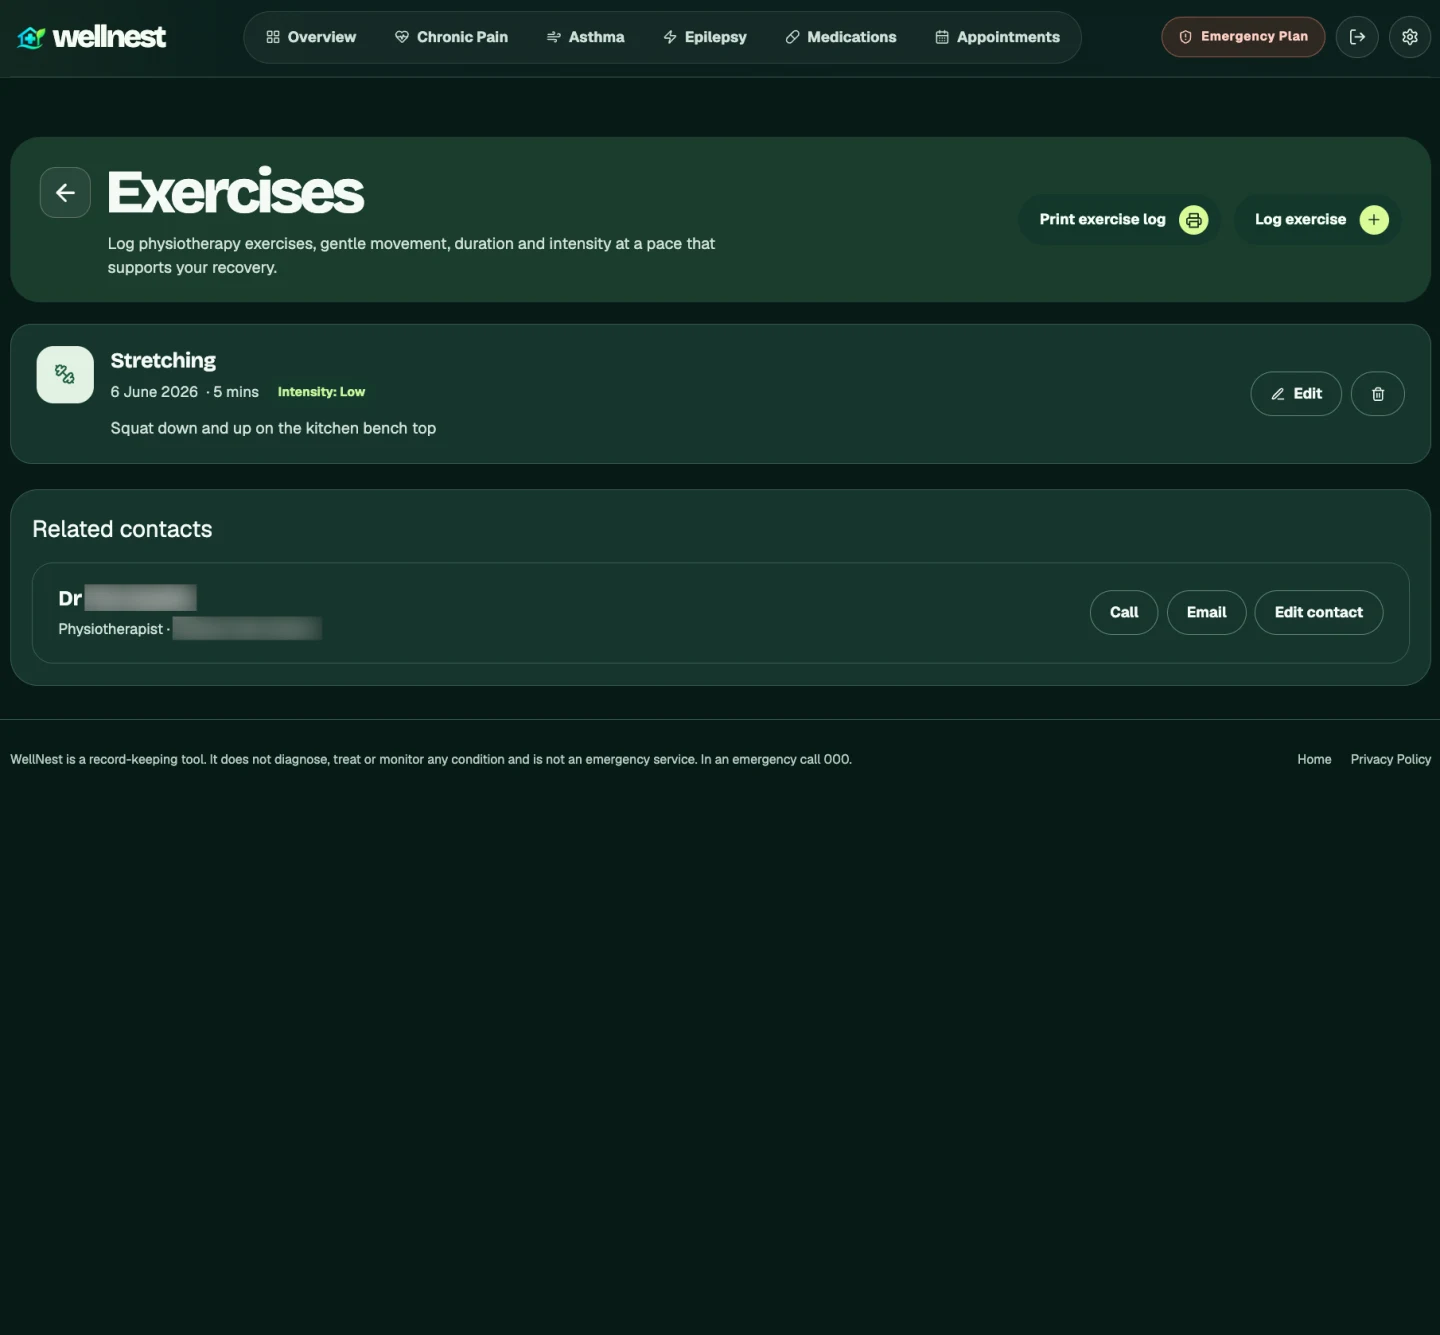 wellnest
Overview
Chronic Pain
Asthma
Epilepsy
Medications
Appointments
Emergency Plan
Exercises
Log physiotherapy exercises, gentle movement, duration and intensity at a pace that
supports your recovery.
Print exercise log
Log exercise
Stretching
6 June 2026 · 5 mins Intensity: Low
Squat down and up on the kitchen bench top
Edit
Related contacts
Dr
Physiotherapist ·
Call
Email
Edit contact
WellNest is a record-keeping tool. It does not diagnose, treat or monitor any condition and is not an emergency service. In an emergency call 000.
Home
Privacy Policy